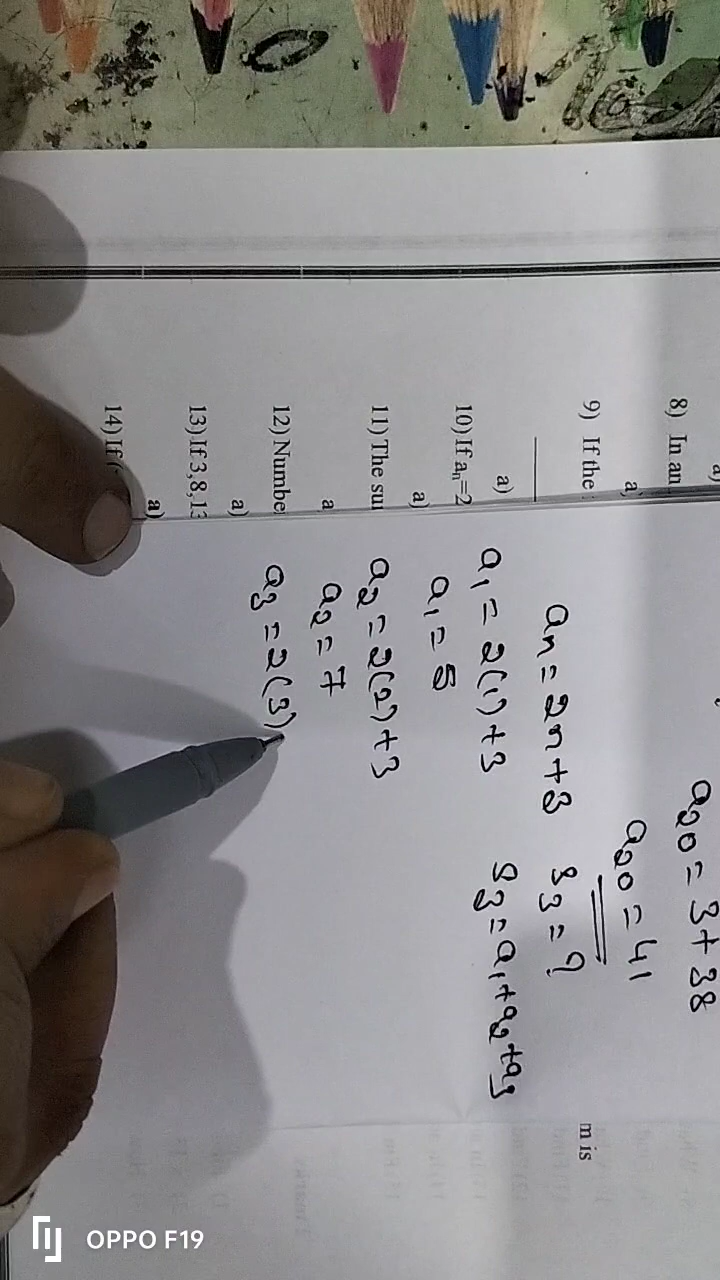 8) In an
9) If the
10) If aₙ=2
a)
11) The sur
a)
12) Numbe
a
13) If 3,8,13
a)
14) If
a)
m is
a20 = 3 + 38
a20 = 41
an = 2n + 3
S3 = ?
a1 = 2(1) + 3
S3 = a1 + a2 + a3
a1 = 5
a2 = 2(2) + 3
a2 = 7
a3 = 2(3)
OPPO F19